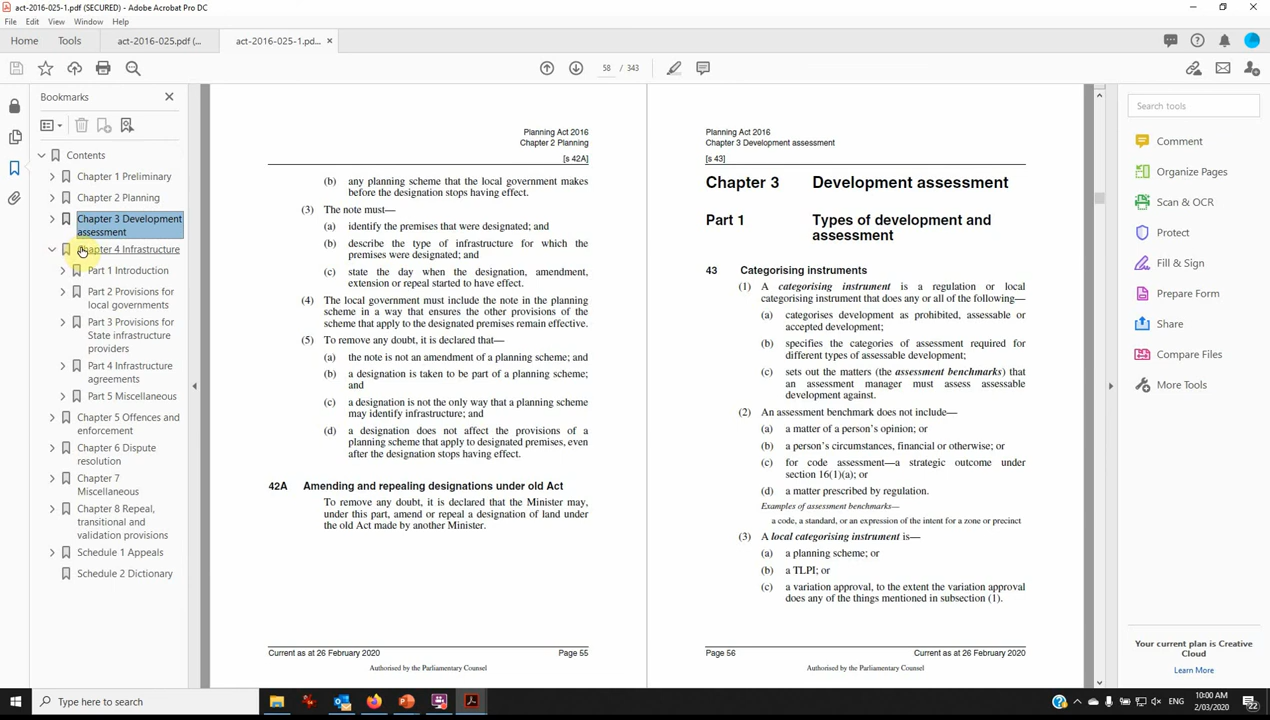 act-2016-025-1.pdf (SECURED) - Adobe Acrobat Pro DC
File Edit View Window Help
Home Tools act-2016-025.pdf (... act-2016-025-1.pd... ×
58 / 343
Bookmarks
Contents
Chapter 1 Preliminary
Chapter 2 Planning
Chapter 3 Development
assessment
Chapter 4 Infrastructure
Part 1 Introduction
Part 2 Provisions for
local governments
Part 3 Provisions for
State infrastructure
providers
Part 4 Infrastructure
agreements
Part 5 Miscellaneous
Chapter 5 Offences and
enforcement
Chapter 6 Dispute
resolution
Chapter 7
Miscellaneous
Chapter 8 Repeal,
transitional and
validation provisions
Schedule 1 Appeals
Schedule 2 Dictionary
Planning Act 2016
Chapter 2 Planning
[s 42A]
(b) any planning scheme that the local government makes
before the designation stops having effect.
(3) The note must—
(a) identify the premises that were designated; and
(b) describe the type of infrastructure for which the
premises were designated; and
(c) state the day when the designation, amendment,
extension or repeal started to have effect.
(4) The local government must include the note in the planning
scheme in a way that ensures the other provisions of the
scheme that apply to the designated premises remain effective.
(5) To remove any doubt, it is declared that—
(a) the note is not an amendment of a planning scheme; and
(b) a designation is taken to be part of a planning scheme;
and
(c) a designation is not the only way that a planning scheme
may identify infrastructure; and
(d) a designation does not affect the provisions of a
planning scheme that apply to designated premises, even
after the designation stops having effect.
42A Amending and repealing designations under old Act
To remove any doubt, it is declared that the Minister may,
under this part, amend or repeal a designation of land under
the old Act made by another Minister.
Current as at 26 February 2020 Page 55
Authorised by the Parliamentary Counsel
Planning Act 2016
Chapter 3 Development assessment
[s 43]
Chapter 3 Development assessment
Part 1 Types of development and
assessment
43 Categorising instruments
(1) A categorising instrument is a regulation or local
categorising instrument that does any or all of the following—
(a) categorises development as prohibited, assessable or
accepted development;
(b) specifies the categories of assessment required for
different types of assessable development;
(c) sets out the matters (the assessment benchmarks) that
an assessment manager must assess assessable
development against.
(2) An assessment benchmark does not include—
(a) a matter of a person's opinion; or
(b) a person's circumstances, financial or otherwise; or
(c) for code assessment—a strategic outcome under
section 16(1)(a); or
(d) a matter prescribed by regulation.
Examples of assessment benchmarks—
a code, a standard, or an expression of the intent for a zone or precinct
(3) A local categorising instrument is—
(a) a planning scheme; or
(b) a TLPI; or
(c) a variation approval, to the extent the variation approval
does any of the things mentioned in subsection (1).
Page 56 Current as at 26 February 2020
Authorised by the Parliamentary Counsel
Search tools
Comment
Organize Pages
Scan & OCR
Protect
Fill & Sign
Prepare Form
Share
Compare Files
More Tools
Your current plan is Creative
Cloud
Learn More
Type here to search
ENG
10:00 AM
2/03/2020
22